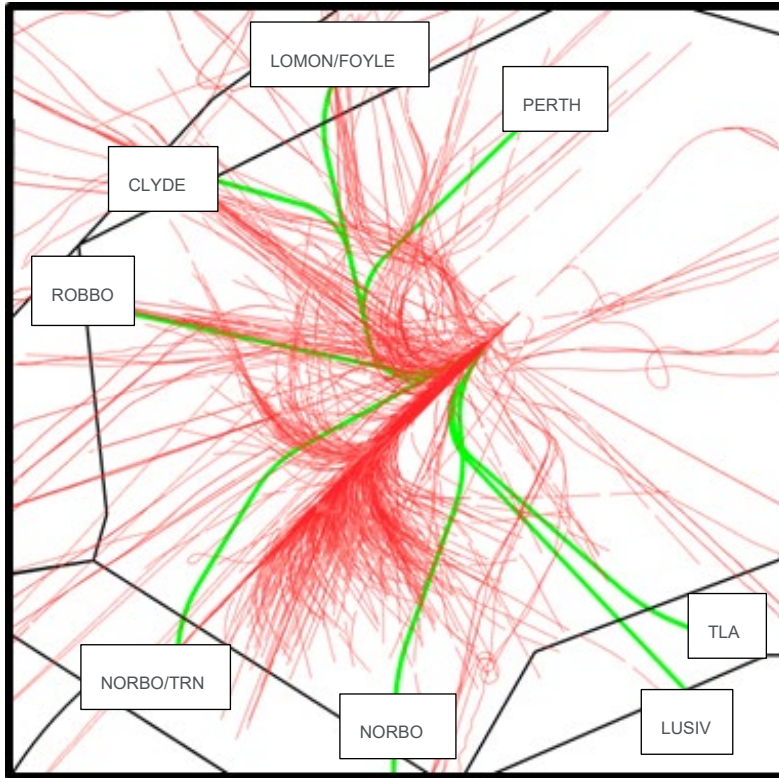 LOMON/FOYLE
PERTH
CLYDE
ROBBO
TLA
NORBO/TRN
NORBO
LUSIV